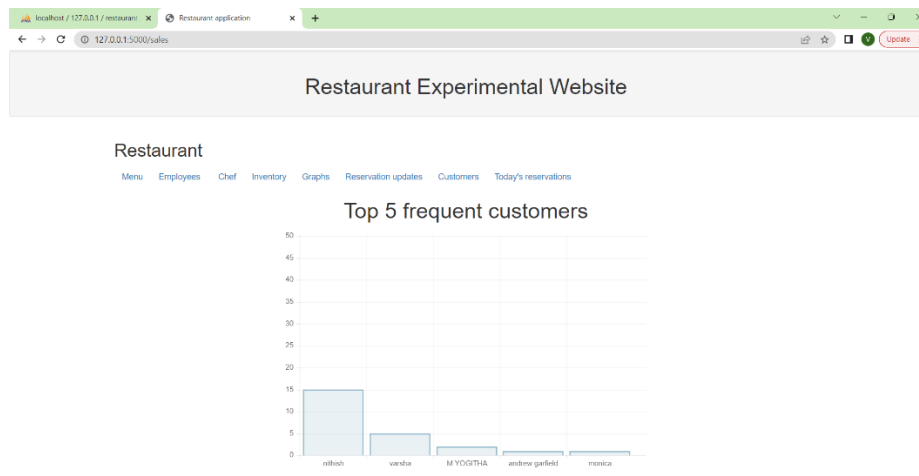 localhost / 127.0.0.1 / restaurant
Restaurant application
127.0.0.1:5000/sales
V
Update
Restaurant Experimental Website
Restaurant
Menu Employees Chef Inventory Graphs Reservation updates Customers Today's reservations
Top 5 frequent customers
50
45
40
35
30
25
20
15
10
5
0
nithish varsha M YOGITHA andrew garfield monica